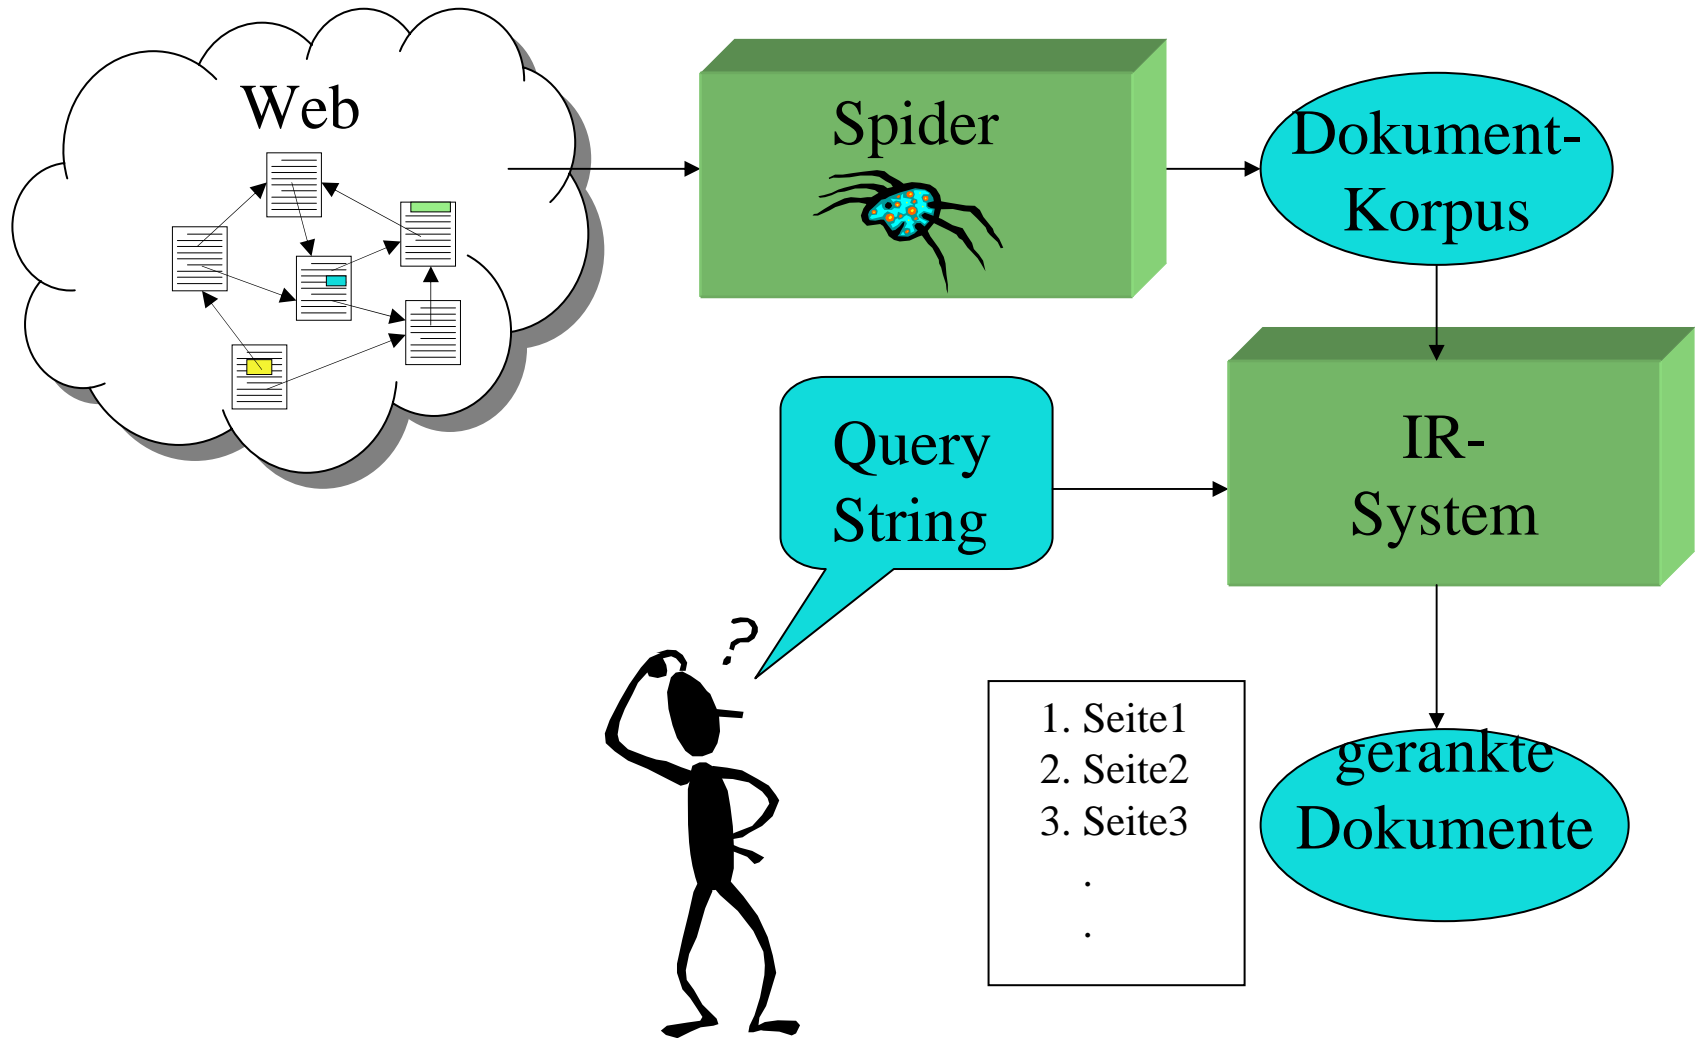 Web
Spider
Dokument-
Korpus
Query
String
IR-
System
?
1. Seite1
2. Seite2
3. Seite3
.
.
gerankte
Dokumente